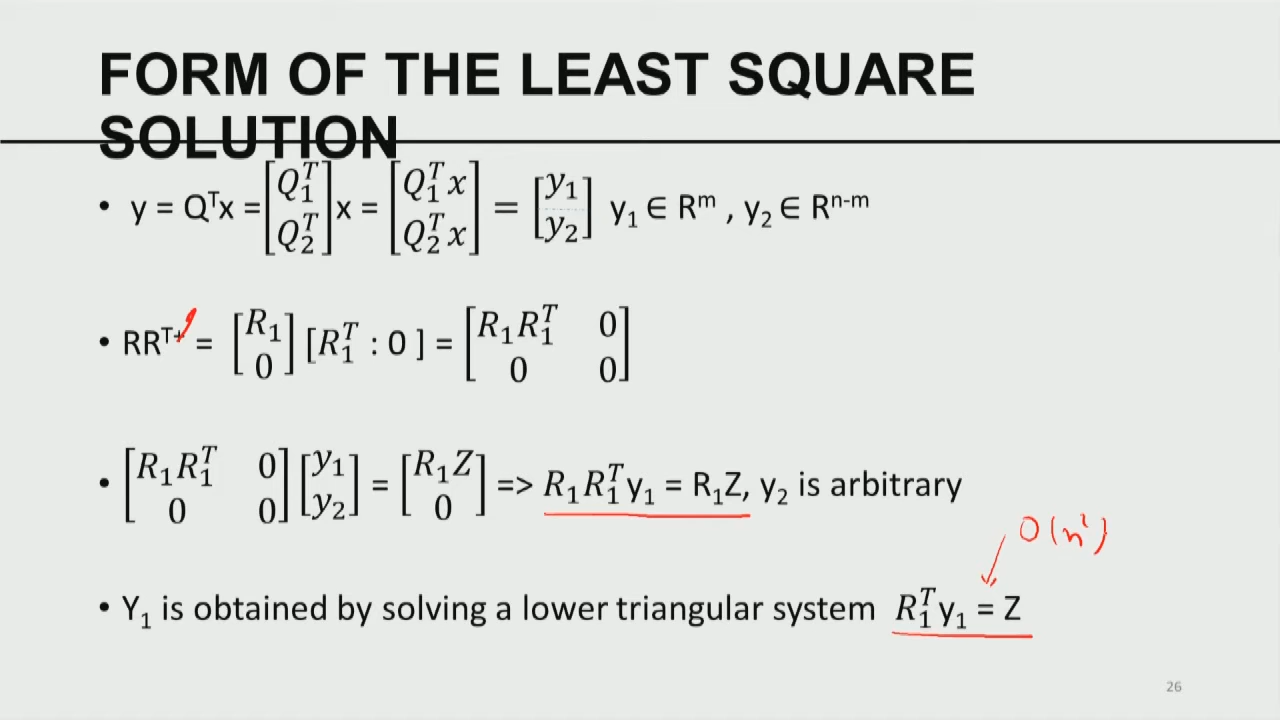 FORM OF THE LEAST SQUARE
SOLUTION
• y = QᵀX = [Q₁ᵀ; Q₂ᵀ] x = [Q₁ᵀ x; Q₂ᵀ x] = [y₁; y₂] y₁ ∈ Rᵐ , y₂ ∈ Rⁿ⁻ᵐ
• RRᵀ = [R₁; 0] [R₁ᵀ : 0 ] = [R₁R₁ᵀ 0; 0 0]
• [R₁R₁ᵀ 0; 0 0] [y₁; y₂] = [R₁Z; 0] => R₁R₁ᵀy₁ = R₁Z, y₂ is arbitrary
O(n²)
• Y₁ is obtained by solving a lower triangular system R₁ᵀy₁ = Z
26